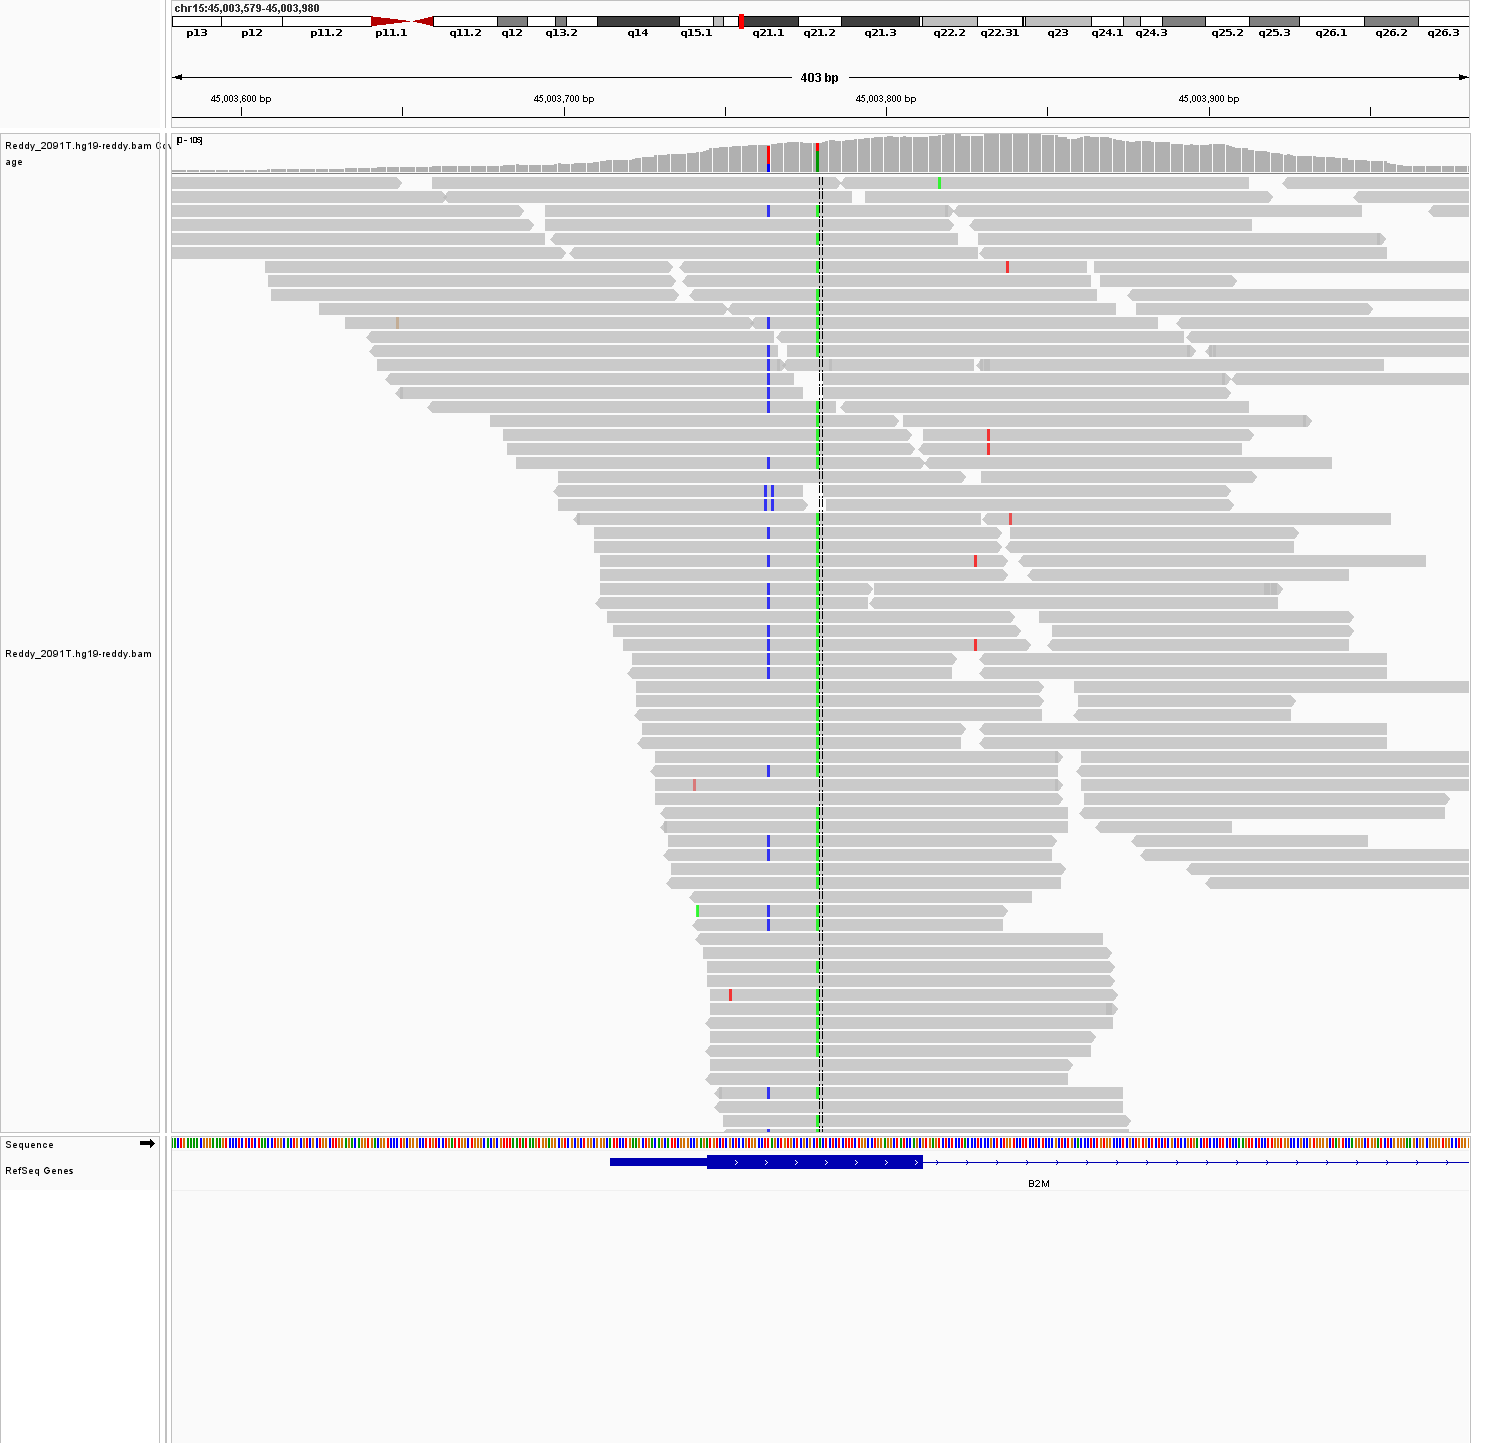 chr15:45,003,579-45,003,980
p13 p12 p11.2 p11.1 q11.2 q12 q13.2 q14 q15.1 q21.1 q21.2 q21.3 q22.2 q22.31 q23 q24.1 q24.3 q25.2 q25.3 q26.1 q26.2 q26.3
403 bp
45,003,600 bp 45,003,700 bp 45,003,800 bp 45,003,900 bp
[0 - 106]
Reddy_2091T.hg19-reddy.bam Cov
age
Reddy_2091T.hg19-reddy.bam
Sequence
RefSeq Genes
B2M